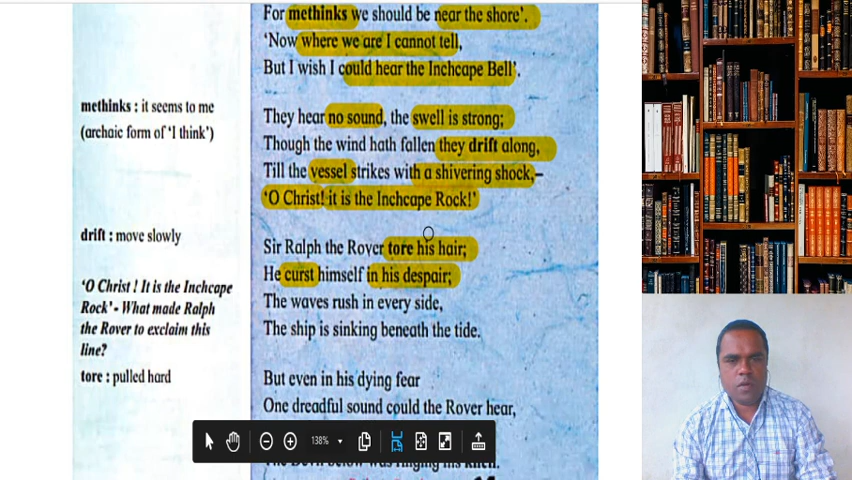 For methinks we should be near the shore'.
'Now where we are I cannot tell,
But I wish I could hear the Inchcape Bell'.
methinks : it seems to me
(archaic form of 'I think')
They hear no sound, the swell is strong;
Though the wind hath fallen they drift along,
Till the vessel strikes with a shivering shock,–
'O Christ! it is the Inchcape Rock!'
drift : move slowly
Sir Ralph the Rover tore his hair;
He curst himself in his despair;
The waves rush in every side,
The ship is sinking beneath the tide.
'O Christ ! It is the Inchcape
Rock'- What made Ralph
the Rover to exclaim this
line?
tore : pulled hard
But even in his dying fear
One dreadful sound could the Rover hear,
138%